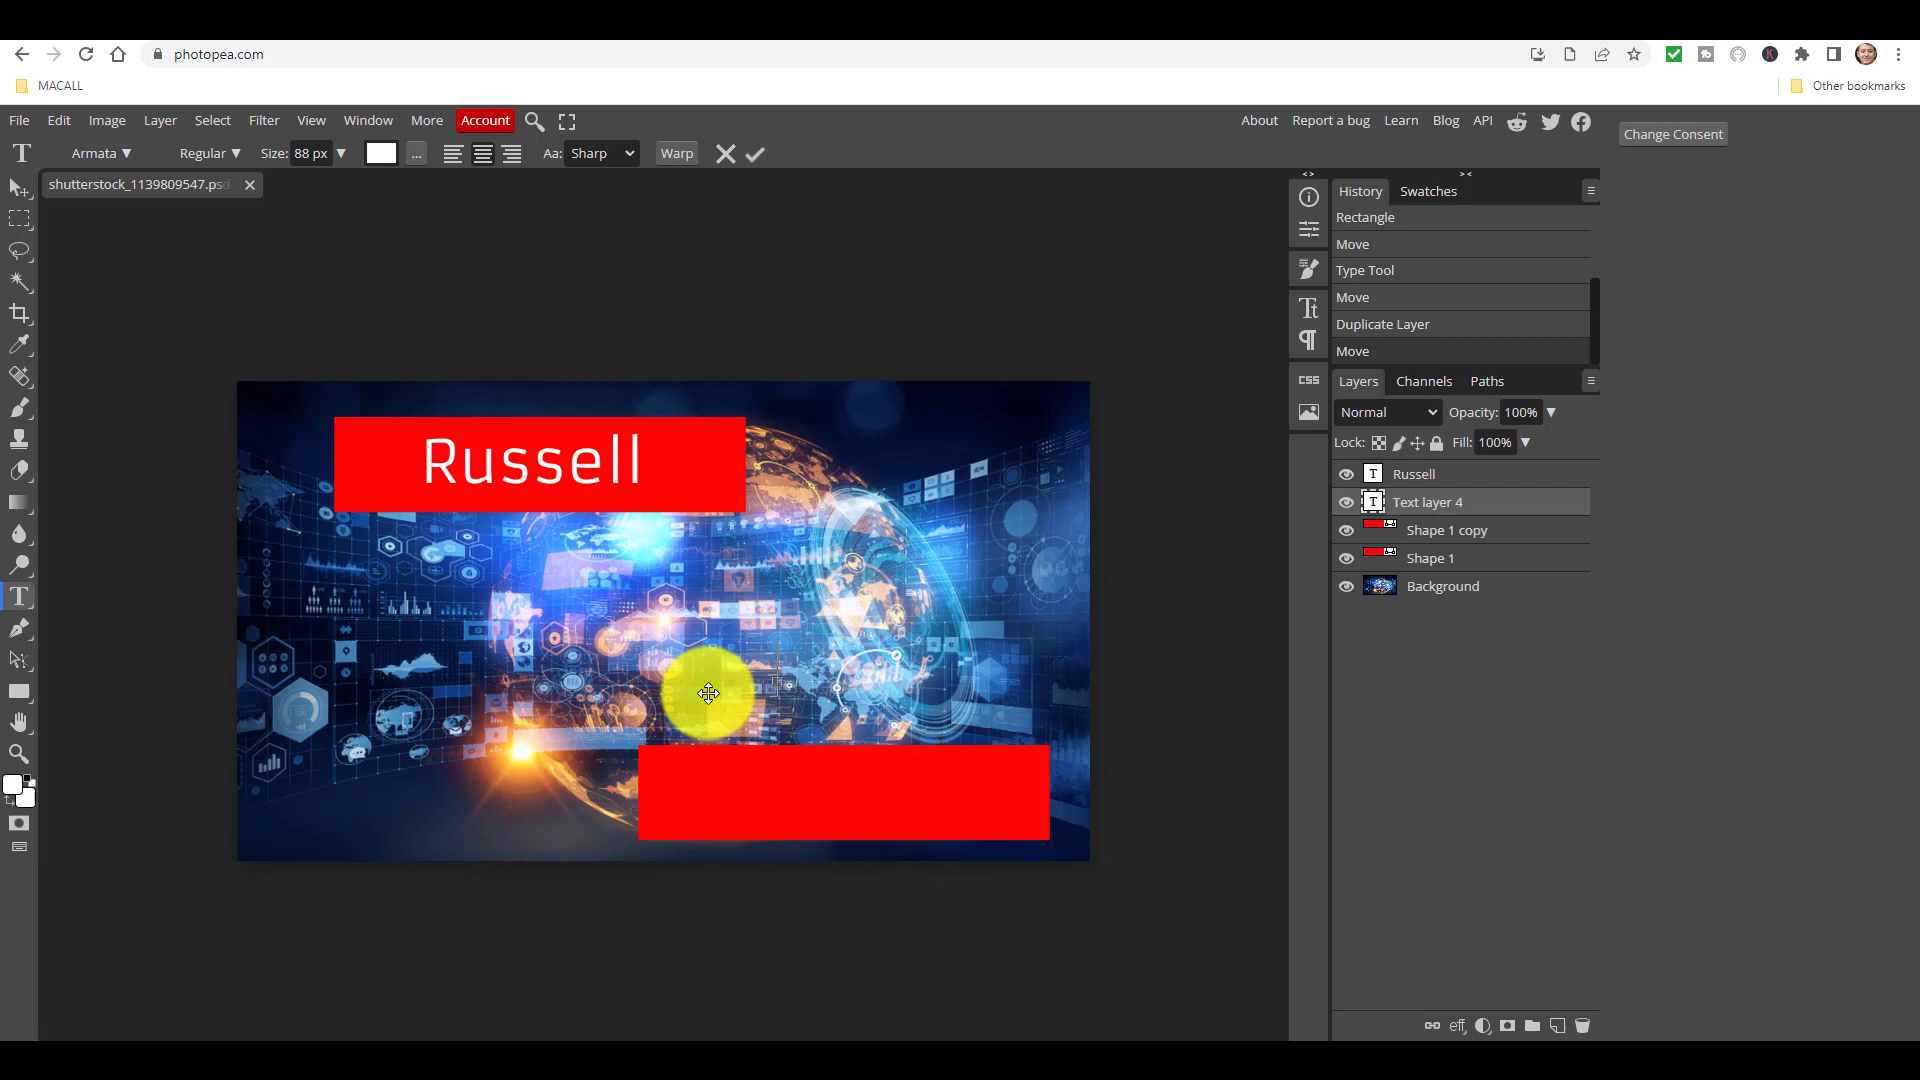 photopea.com
MACALL
Other bookmarks
File Edit Image Layer Select Filter View Window More Account
About Report a bug Learn Blog API
Change Consent
T Armata ▼ Regular ▼ Size: 88 px ▼ ... Aa: Sharp Warp
shutterstock_1139809547.psd
History Swatches
Rectangle
Move
Type Tool
Move
Duplicate Layer
Move
CSS
Layers Channels Paths
Normal Opacity: 100% ▼
Lock: Fill: 100% ▼
T Russell
T Text layer 4
Shape 1 copy
Shape 1
Background
Russell
eff